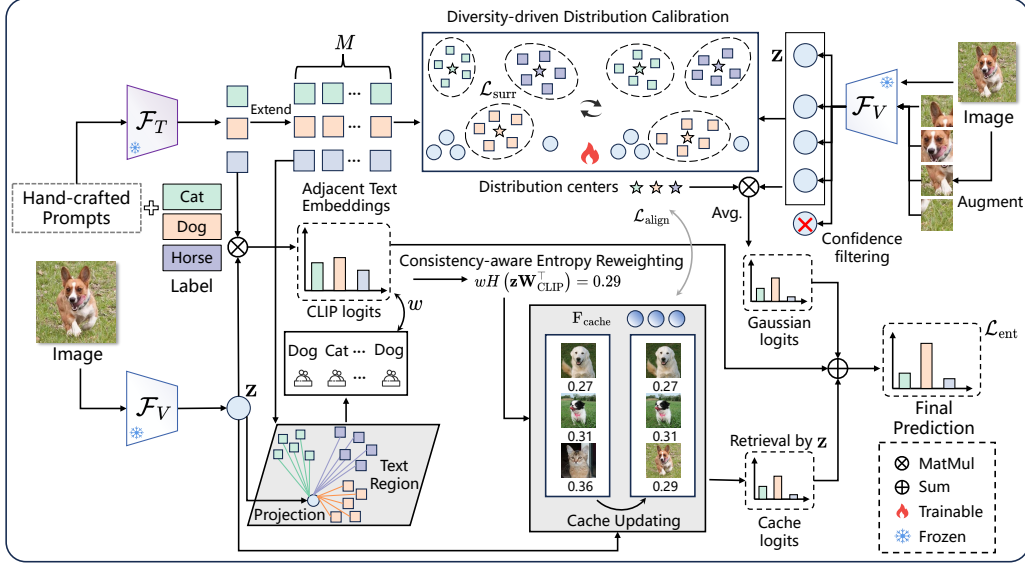 Diversity-driven Distribution Calibration
M
z
F_T
Extend
...
...
...
L_surr
F_V
Image
Augment
Hand-crafted
Prompts
Cat
Dog
Horse
Label
Adjacent Text
Embeddings
Distribution centers
Avg.
L_align
Confidence
filtering
Consistency-aware Entropy Reweighting
wH (zW_CLIP^⊤) = 0.29
CLIP logits
w
Gaussian
logits
L_ent
Final
Prediction
Image
F_V
z
Dog Cat ··· Dog
···
Text
Region
Projection
F_cache
0.27
0.31
0.36
0.27
0.31
0.29
Cache Updating
Retrieval by z
Cache
logits
MatMul
Sum
Trainable
Frozen